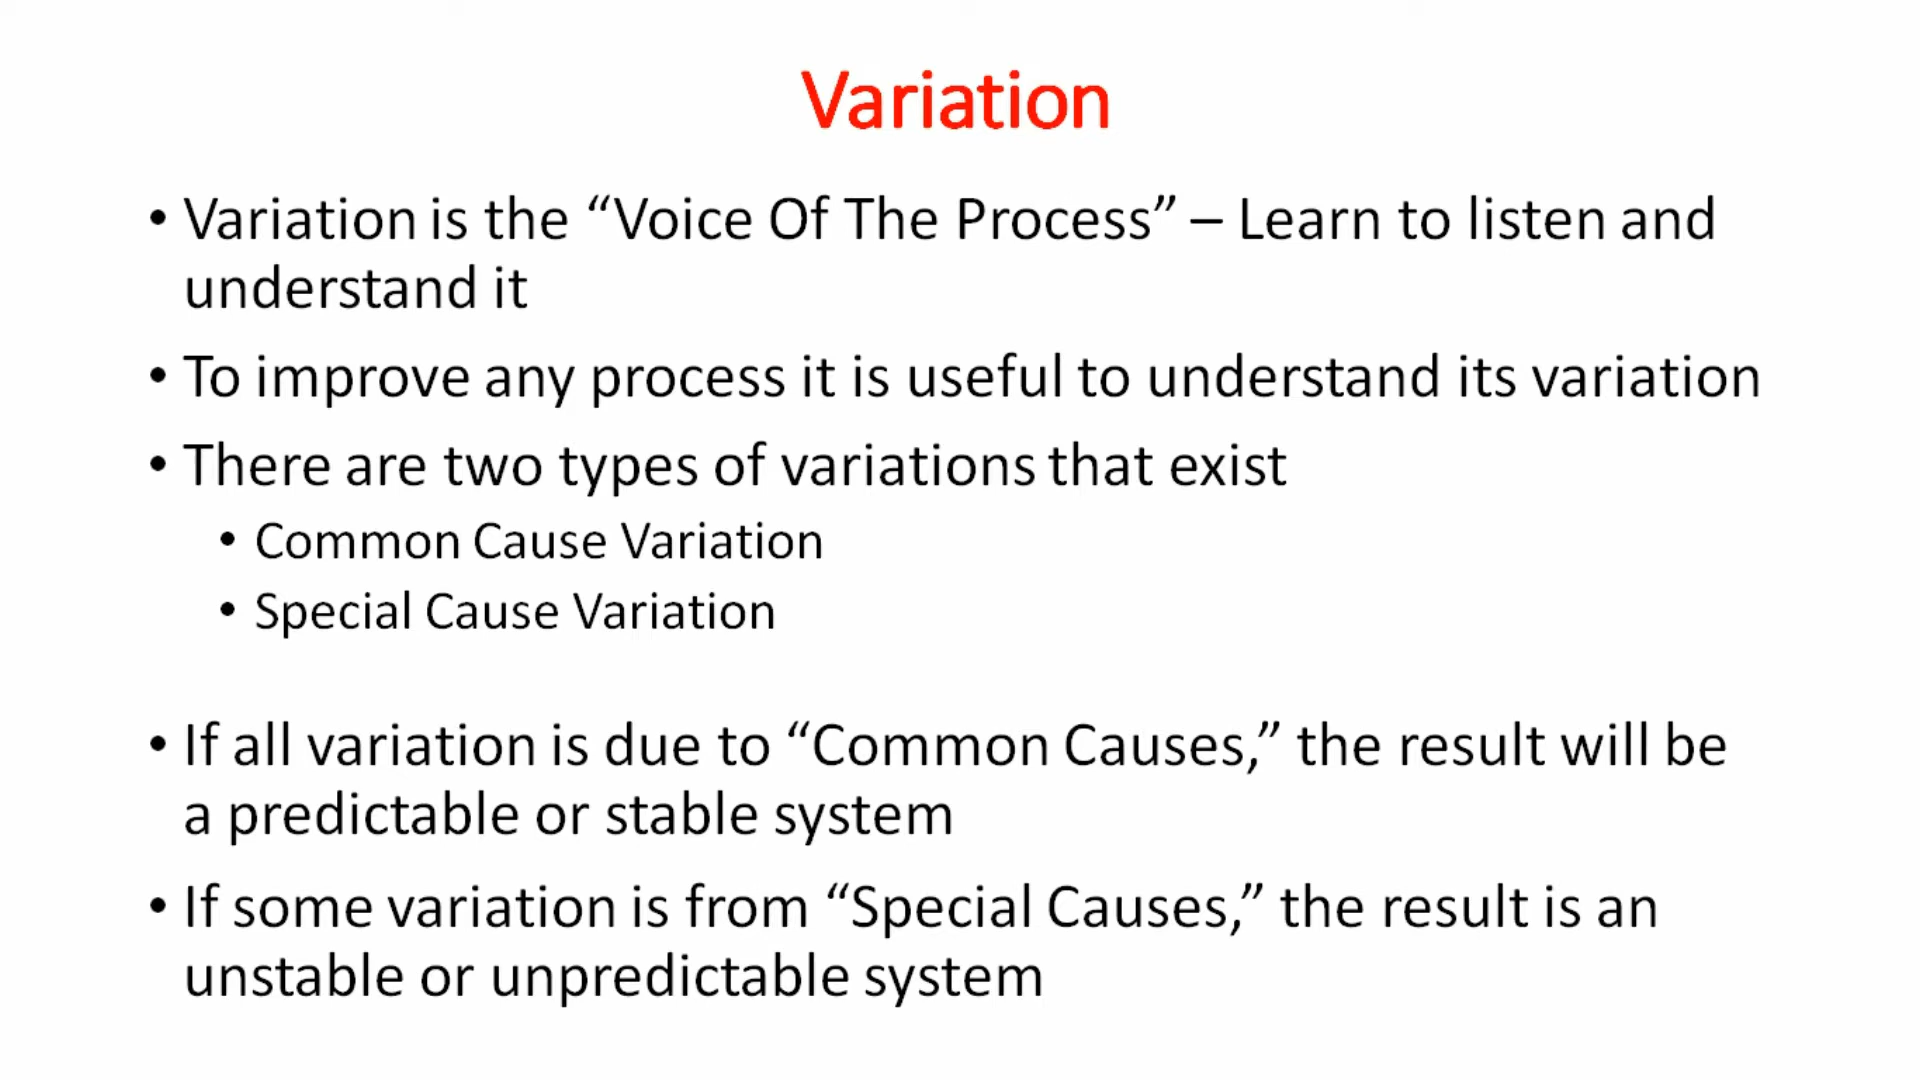 Variation
• Variation is the “Voice Of The Process” – Learn to listen and
understand it
• To improve any process it is useful to understand its variation
• There are two types of variations that exist
• Common Cause Variation
• Special Cause Variation
• If all variation is due to “Common Causes,” the result will be
a predictable or stable system
• If some variation is from “Special Causes,” the result is an
unstable or unpredictable system